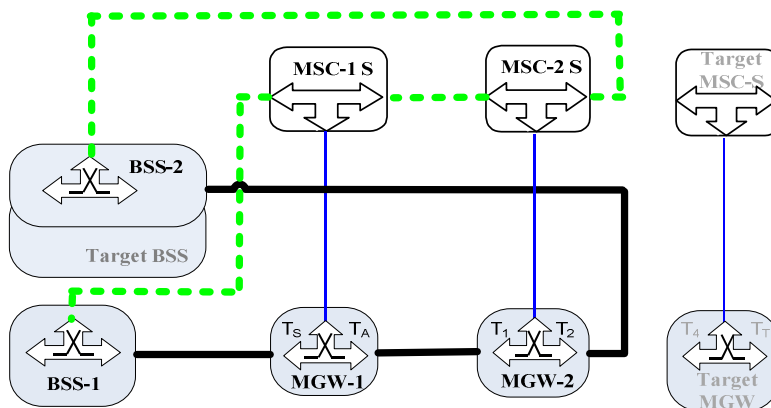 MSC-1 S
MSC-2 S
Target
MSC-S
BSS-2
Target BSS
BSS-1
TS
TA
MGW-1
T1
T2
MGW-2
T4
TT
Target
MGW